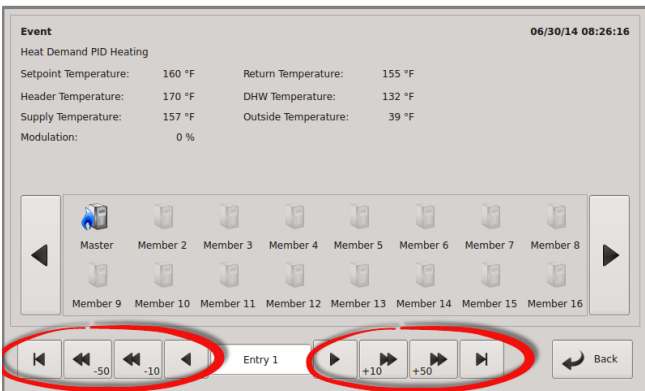 Event 06/30/14 08:26:16
Heat Demand PID Heating
Setpoint Temperature: 160 °F Return Temperature: 155 °F
Header Temperature: 170 °F DHW Temperature: 132 °F
Supply Temperature: 157 °F Outside Temperature: 39 °F
Modulation: 0 %
Master Member 2 Member 3 Member 4 Member 5 Member 6 Member 7 Member 8
Member 9 Member 10 Member 11 Member 12 Member 13 Member 14 Member 15 Member 16
-50 -10 Entry 1 +10 +50 Back